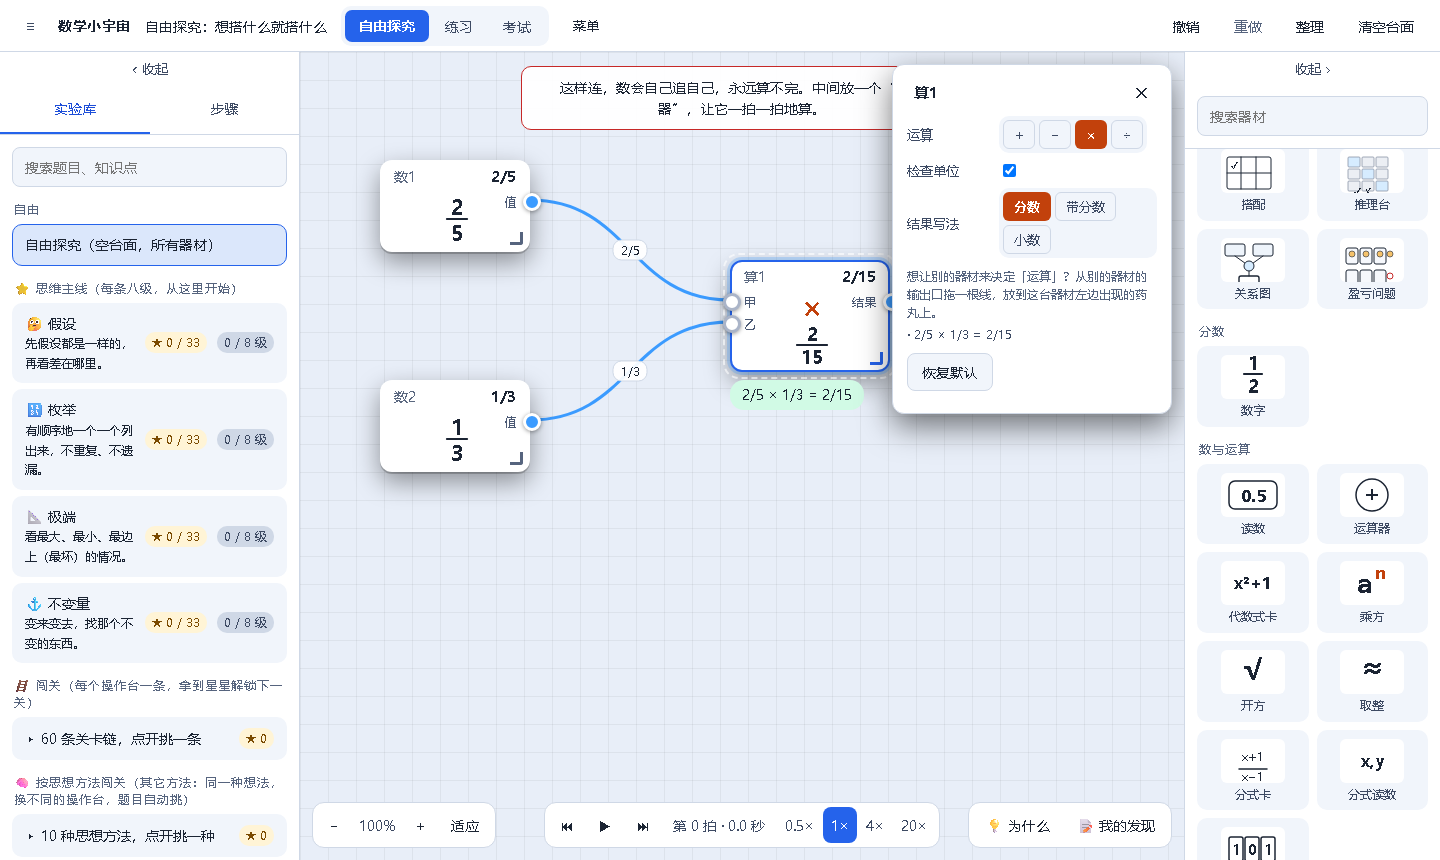 ≡ 数学小宇宙 自由探究：想搭什么就搭什么 自由探究 练习 考试 菜单 撤销 重做 整理 清空台面
‹ 收起
实验库 步骤
搜索题目、知识点
自由
自由探究（空台面，所有器材）
⭐ 思维主线（每条八级，从这里开始）
🤔 假设
先假设都是一样的，
再看差在哪里。
★ 0 / 33 0 / 8 级
🔢 枚举
有顺序地一个一个列
出来，不重复、不遗
漏。
★ 0 / 33 0 / 8 级
📐 极端
看最大、最小、最边
上（最坏）的情况。
★ 0 / 33 0 / 8 级
⚓ 不变量
变来变去，找那个不
变的东西。
★ 0 / 33 0 / 8 级
🪜 闯关（每个操作台一条，拿到星星解锁下一
关）
▸ 60 条关卡链，点开挑一条 ★ 0
🧠 按思想方法闯关（其它方法：同一种想法，
换不同的操作台，题目自动挑）
▸ 10 种思想方法，点开挑一种 ★ 0
这样连，数会自己追自己，永远算不完。中间放一个“
器”，让它一拍一拍地算。
数1 2/5
值
2
5
2/5
数2 1/3
值
1
3
1/3
算1 2/15
甲 结果
乙
×
2
15
2/5 × 1/3 = 2/15
算1 ✕
运算 + − × ÷
检查单位
结果写法 分数 带分数
小数
想让别的器材来决定「运算」？从别的器材的
输出口拖一根线，放到这台器材左边出现的药
丸上。
· 2/5 × 1/3 = 2/15
恢复默认
− 100% + 适应
⏮ ▶ ⏭ 第 0 拍 · 0.0 秒 0.5× 1× 4× 20×
💡 为什么 📝 我的发现
收起 ›
搜索器材
搭配 推理台
关系图 盈亏问题
分数
1
2
数字
数与运算
0.5 +
读数 运算器
x²+1 aⁿ
代数式卡 乘方
√ ≈
开方 取整
x+1
x−1
x,y
分式卡 分式读数
1 0 1